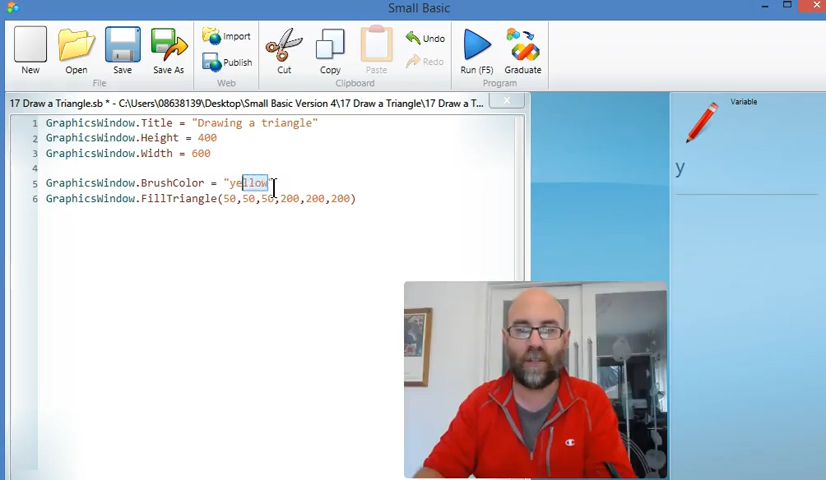 Small Basic
New
Open
Save
Save As
Import
Publish
Cut
Copy
Paste
Undo
Redo
Run (F5)
Graduate
File
Web
Clipboard
Program
17 Draw a Triangle.sb * - C:\Users\08638139\Desktop\Small Basic Version 4\17 Draw a Triangle\17 Draw a T...
1 GraphicsWindow.Title = "Drawing a triangle"
2 GraphicsWindow.Height = 400
3 GraphicsWindow.Width = 600
4
5 GraphicsWindow.BrushColor = "yellow"
6 GraphicsWindow.FillTriangle(50,50,50,200,200,200)
Variable
y